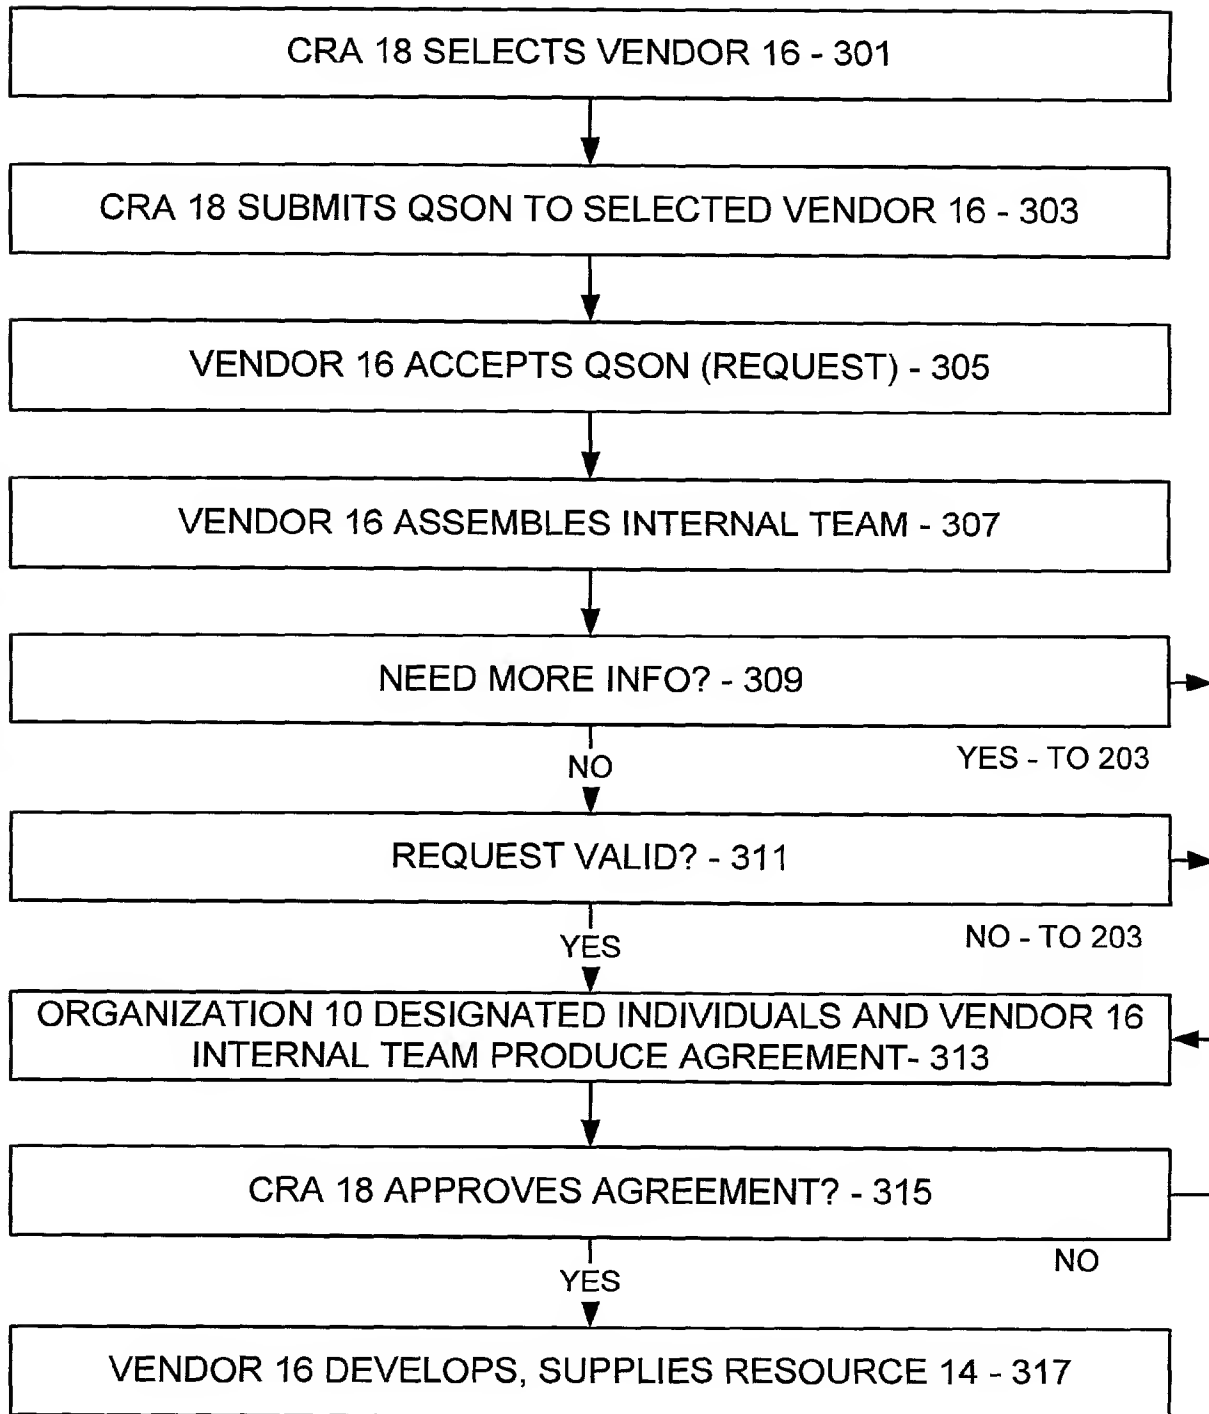 CRA 18 SELECTS VENDOR 16 - 301
CRA 18 SUBMITS QSON TO SELECTED VENDOR 16 - 303
VENDOR 16 ACCEPTS QSON (REQUEST) - 305
VENDOR 16 ASSEMBLES INTERNAL TEAM - 307
NEED MORE INFO? - 309
YES - TO 203
NO
REQUEST VALID? - 311
NO - TO 203
YES
ORGANIZATION 10 DESIGNATED INDIVIDUALS AND VENDOR 16
INTERNAL TEAM PRODUCE AGREEMENT- 313
CRA 18 APPROVES AGREEMENT? - 315
NO
YES
VENDOR 16 DEVELOPS, SUPPLIES RESOURCE 14 - 317